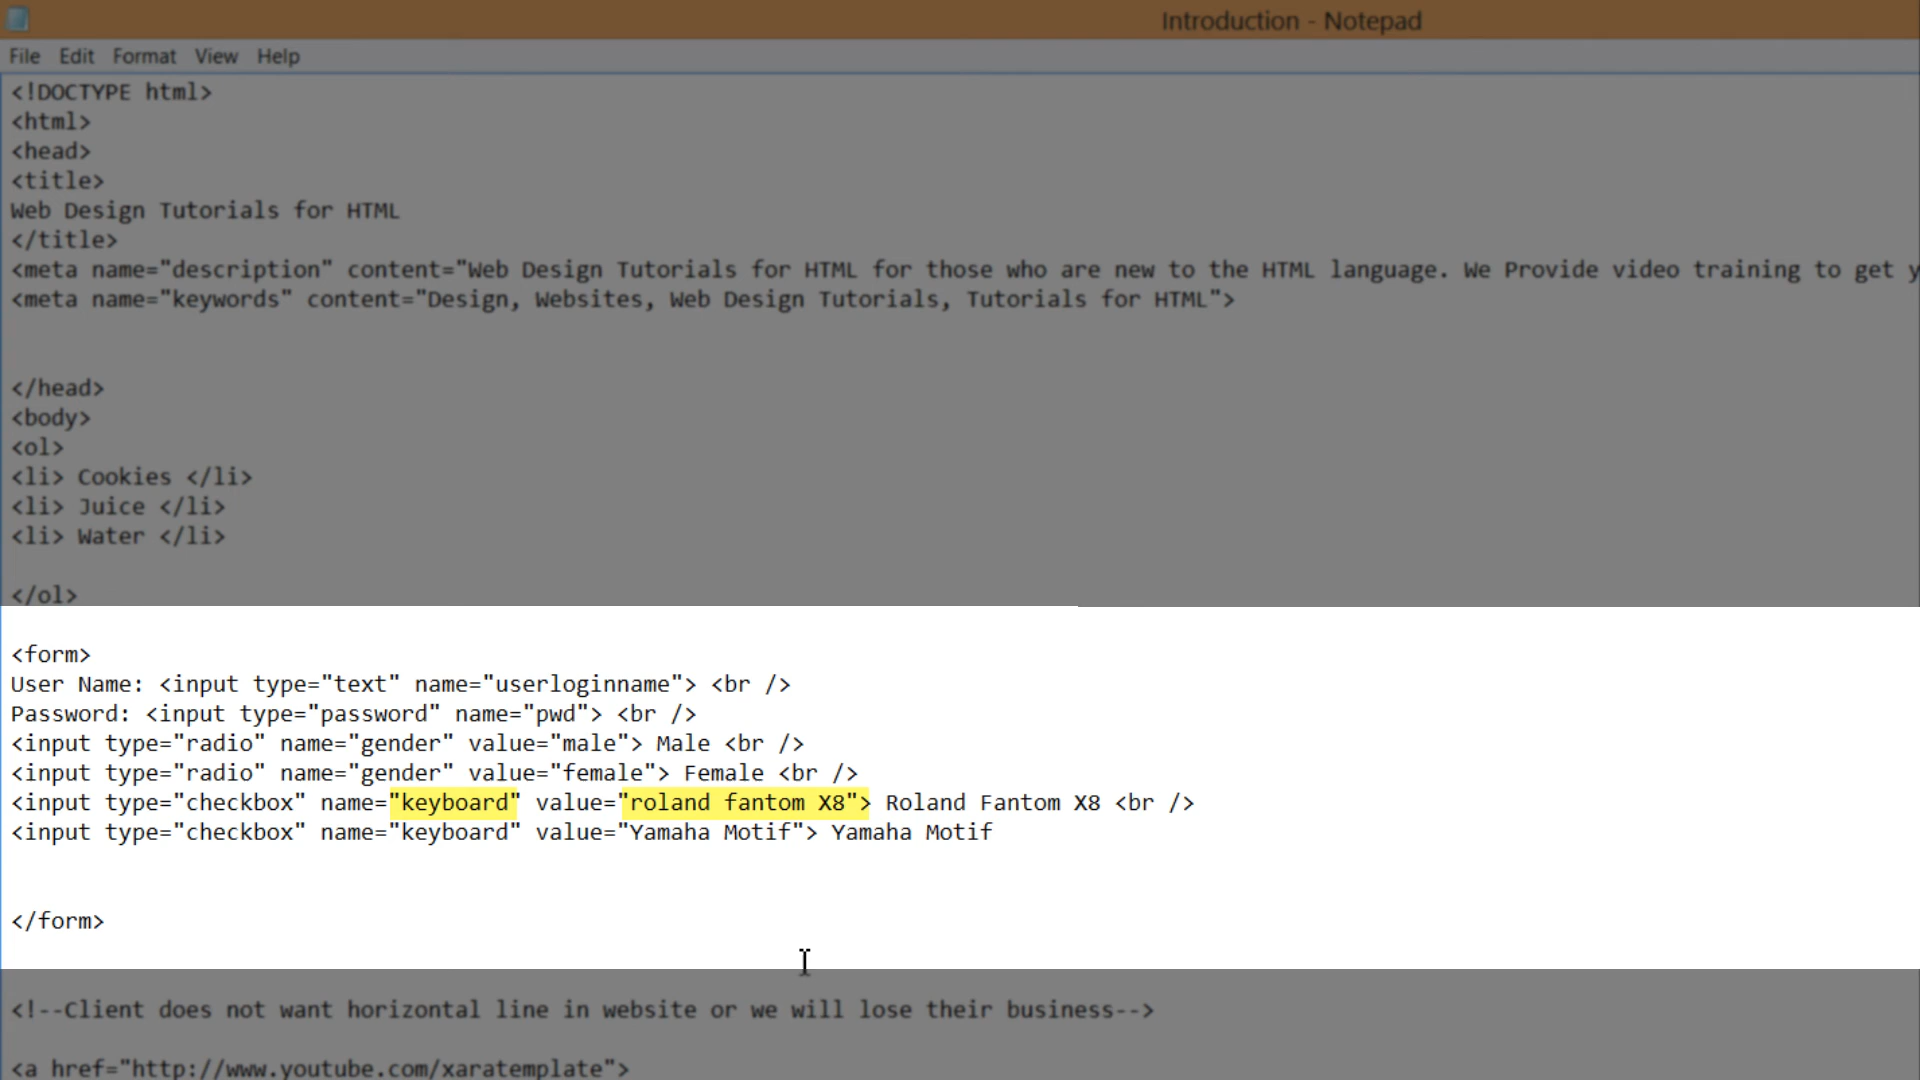 Introduction - Notepad
File Edit Format View Help
<!DOCTYPE html>
<html>
<head>
<title>
Web Design Tutorials for HTML
</title>
<meta name="description" content="Web Design Tutorials for HTML for those who are new to the HTML language. We Provide video training to get y
<meta name="keywords" content="Design, Websites, Web Design Tutorials, Tutorials for HTML">
</head>
<body>
<ol>
<li> Cookies </li>
<li> Juice </li>
<li> Water </li>
</ol>
<form>
User Name: <input type="text" name="userloginname"> <br />
Password: <input type="password" name="pwd"> <br />
<input type="radio" name="gender" value="male"> Male <br />
<input type="radio" name="gender" value="female"> Female <br />
<input type="checkbox" name="keyboard" value="roland fantom X8"> Roland Fantom X8 <br />
<input type="checkbox" name="keyboard" value="Yamaha Motif"> Yamaha Motif
</form>
<!--Client does not want horizontal line in website or we will lose their business-->
<a href="http://www.youtube.com/xaratemplate">